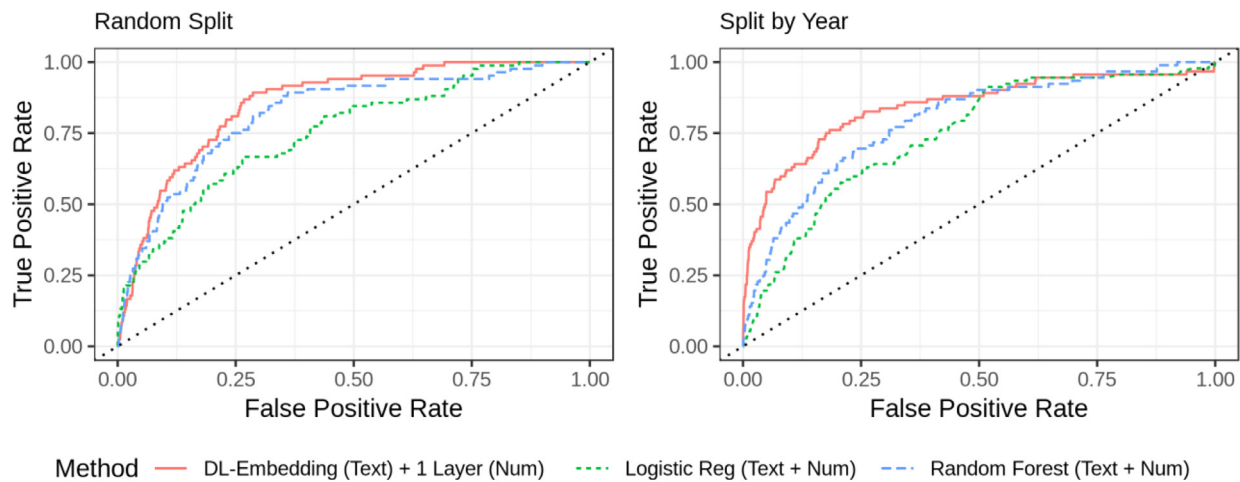 Random Split
Split by Year
True Positive Rate
1.00
0.75
0.50
0.25
0.00
0.00 0.25 0.50 0.75 1.00
False Positive Rate
True Positive Rate
1.00
0.75
0.50
0.25
0.00
0.00 0.25 0.50 0.75 1.00
False Positive Rate
Method DL-Embedding (Text) + 1 Layer (Num) Logistic Reg (Text + Num) Random Forest (Text + Num)